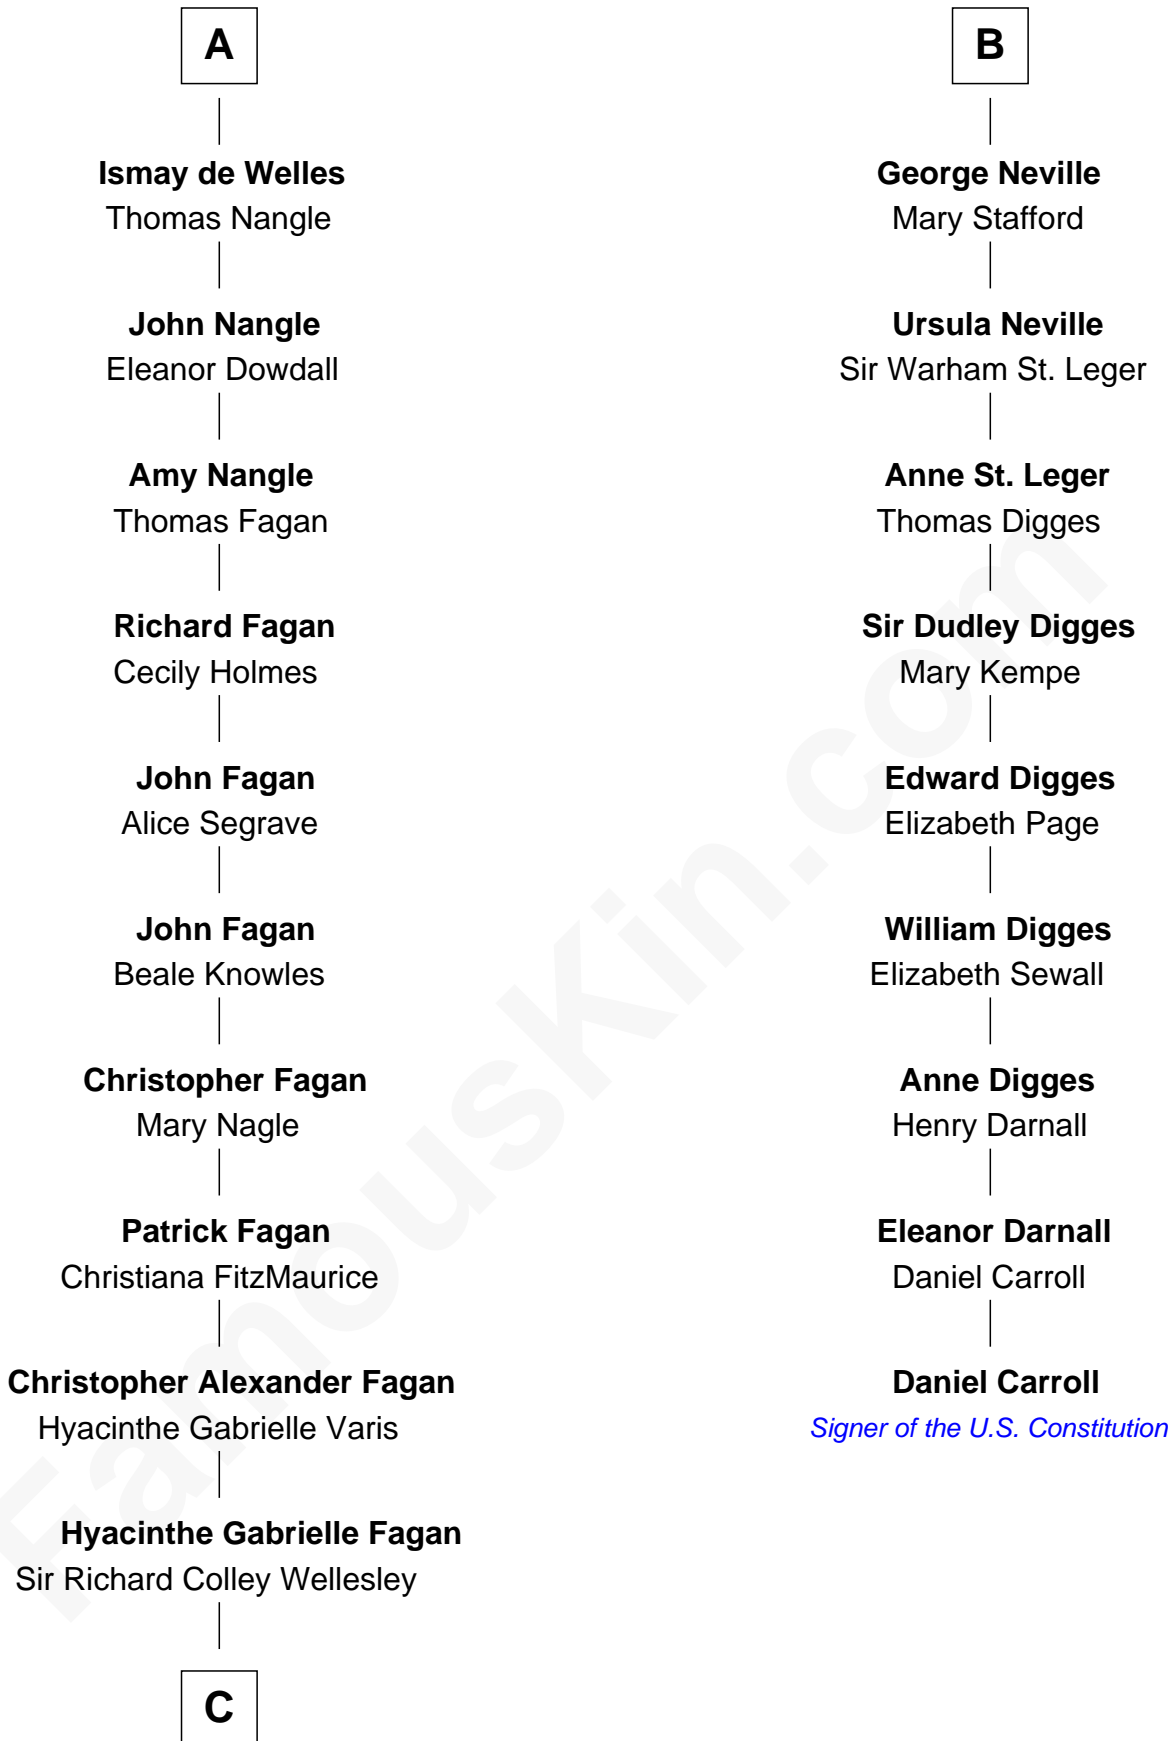 A
Ismay de Welles
Thomas Nangle
John Nangle
Eleanor Dowdall
Amy Nangle
Thomas Fagan
Richard Fagan
Cecily Holmes
John Fagan
Alice Segrave
John Fagan
Beale Knowles
Christopher Fagan
Mary Nagle
Patrick Fagan
Christiana FitzMaurice
Christopher Alexander Fagan
Hyacinthe Gabrielle Varis
Hyacinthe Gabrielle Fagan
Sir Richard Colley Wellesley
C
B
George Neville
Mary Stafford
Ursula Neville
Sir Warham St. Leger
Anne St. Leger
Thomas Digges
Sir Dudley Digges
Mary Kempe
Edward Digges
Elizabeth Page
William Digges
Elizabeth Sewall
Anne Digges
Henry Darnall
Eleanor Darnall
Daniel Carroll
Daniel Carroll
Signer of the U.S. Constitution
FamousKin.com